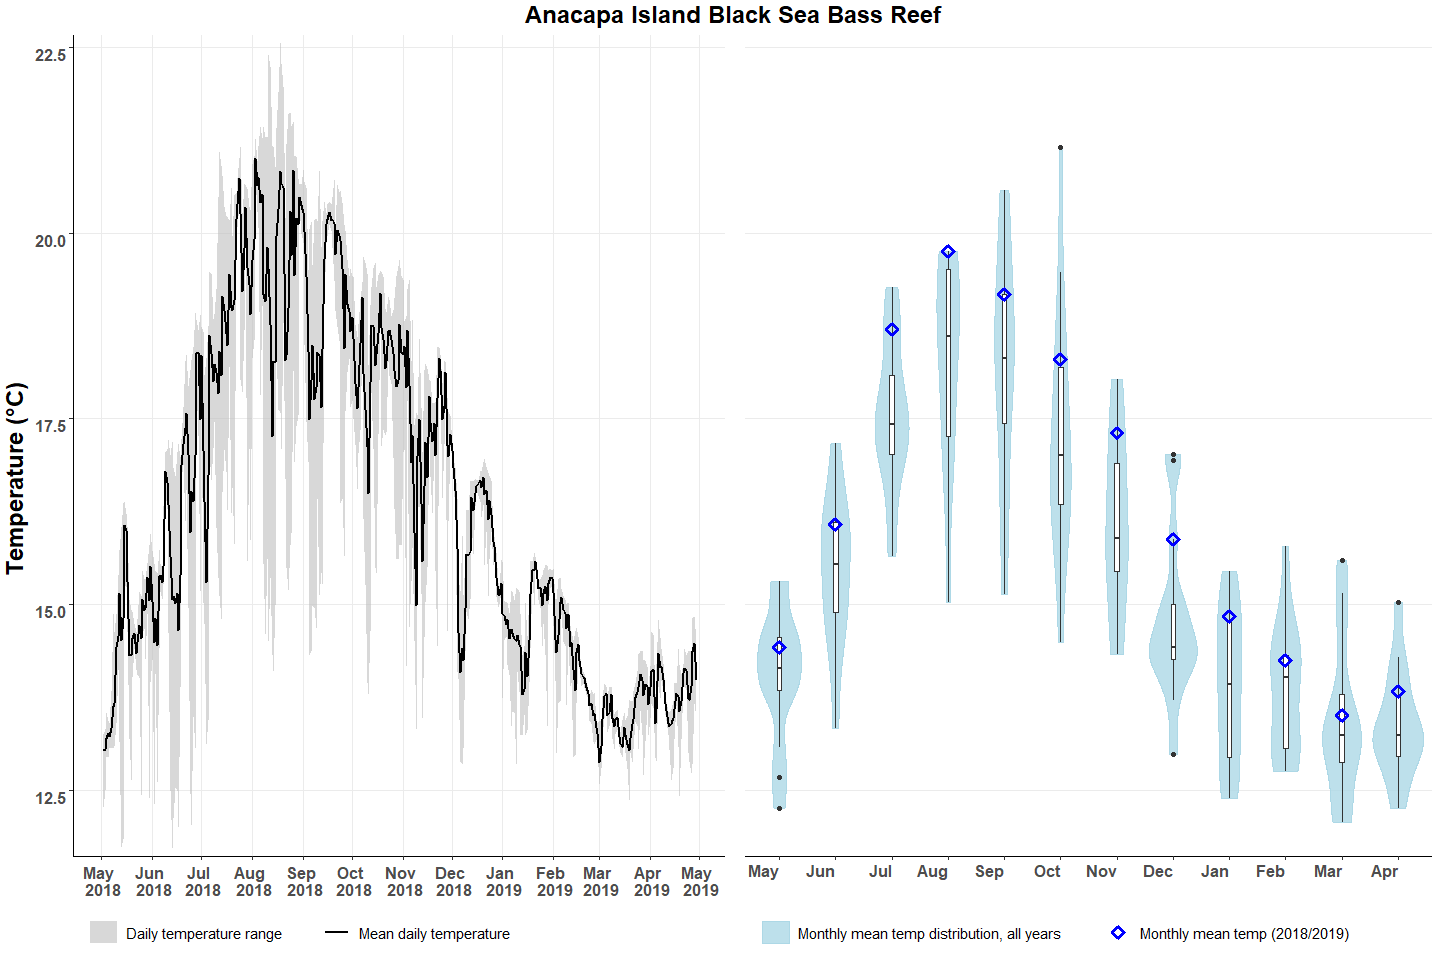 Anacapa Island Black Sea Bass Reef
Temperature (°C)
22.5
20.0
17.5
15.0
12.5
May Jun Jul Aug Sep Oct Nov Dec Jan Feb Mar Apr May
2018 2018 2018 2018 2018 2018 2018 2018 2019 2019 2019 2019 2019
May Jun Jul Aug Sep Oct Nov Dec Jan Feb Mar Apr
Daily temperature range
Mean daily temperature
Monthly mean temp distribution, all years
Monthly mean temp (2018/2019)